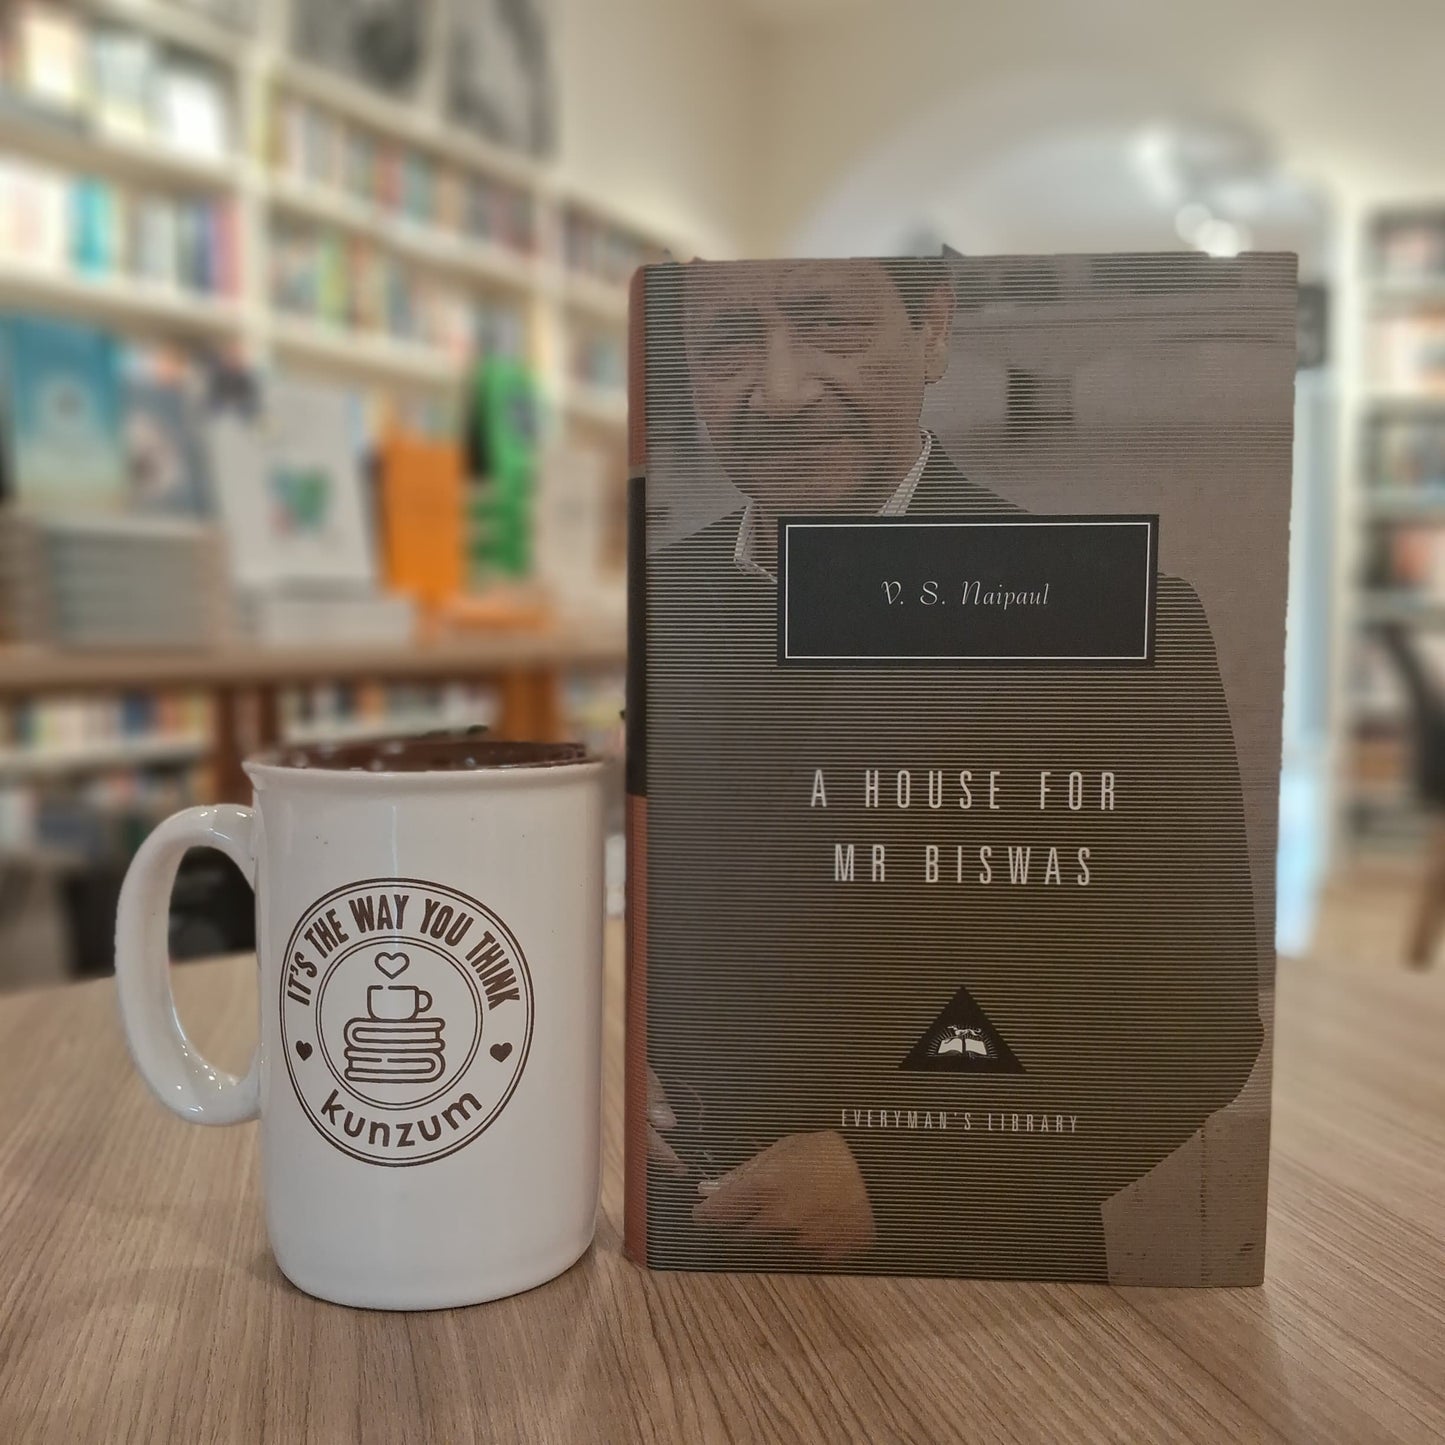 V. S. Naipaul
A HOUSE FOR
MR BISWAS
EVERYMAN'S LIBRARY
IT'S THE WAY YOU THINK
kunzum